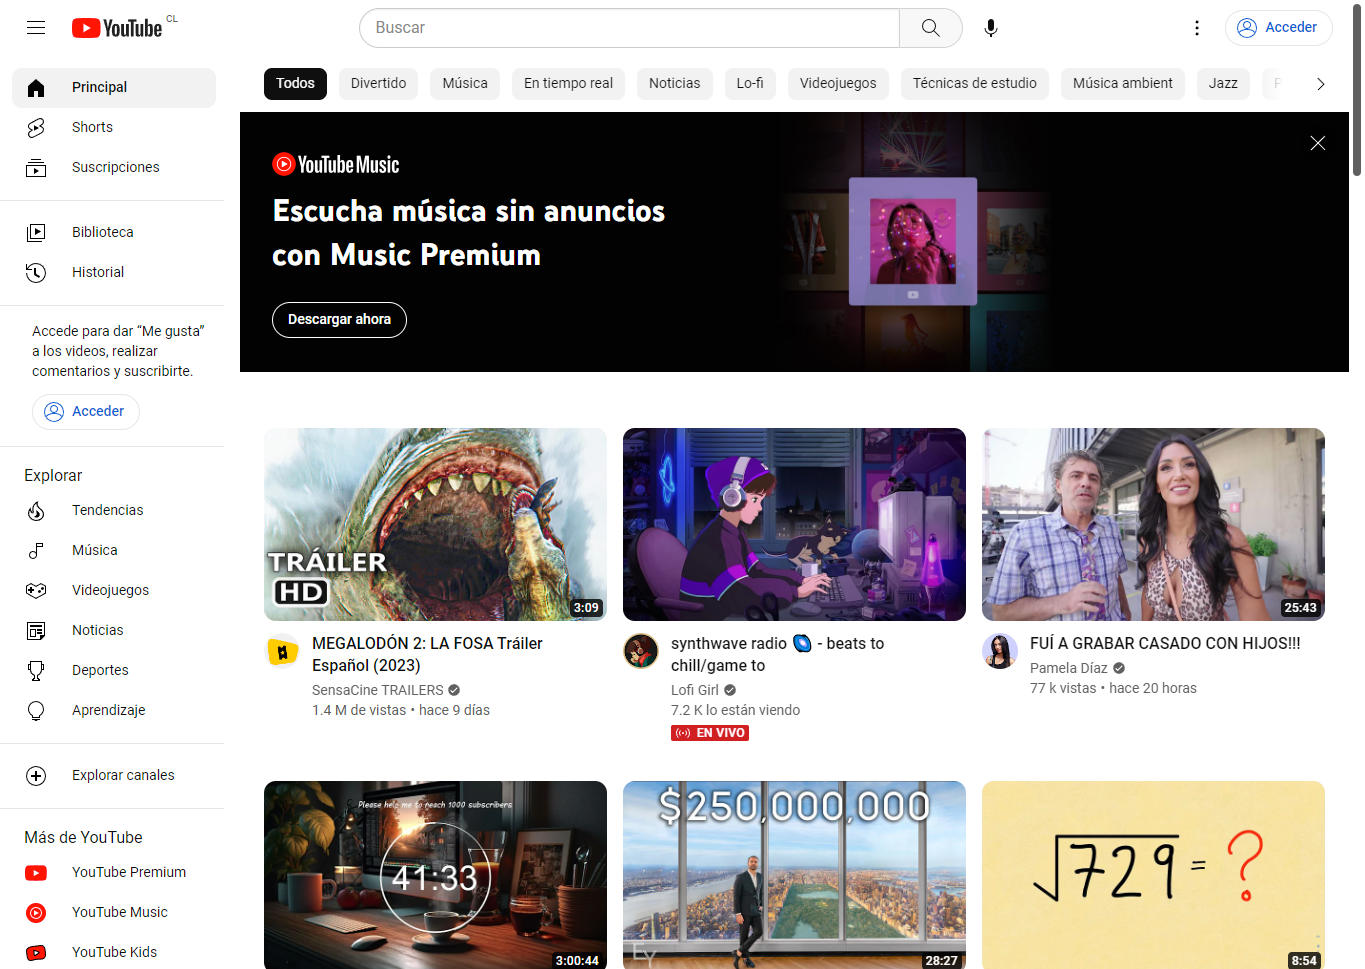 YouTube CL
Buscar
Acceder
Principal
Shorts
Suscripciones
Biblioteca
Historial
Accede para dar “Me gusta”
a los videos, realizar
comentarios y suscribirte.
Acceder
Explorar
Tendencias
Música
Videojuegos
Noticias
Deportes
Aprendizaje
Explorar canales
Más de YouTube
YouTube Premium
YouTube Music
YouTube Kids
Todos
Divertido
Música
En tiempo real
Noticias
Lo-fi
Videojuegos
Técnicas de estudio
Música ambient
Jazz
YouTube Music
Escucha música sin anuncios
con Music Premium
Descargar ahora
TRÁILER
HD
3:09
MEGALODÓN 2: LA FOSA Tráiler
Español (2023)
SensaCine TRAILERS
1.4 M de vistas • hace 9 días
synthwave radio 🌌 - beats to
chill/game to
Lofi Girl
7.2 K lo están viendo
EN VIVO
25:43
FUÍ A GRABAR CASADO CON HIJOS!!!
Pamela Díaz
77 k vistas • hace 20 horas
Please help me to reach 1000 subscribers
41:33
3:00:44
$250,000,000
EY
28:27
√729 = ?
8:54